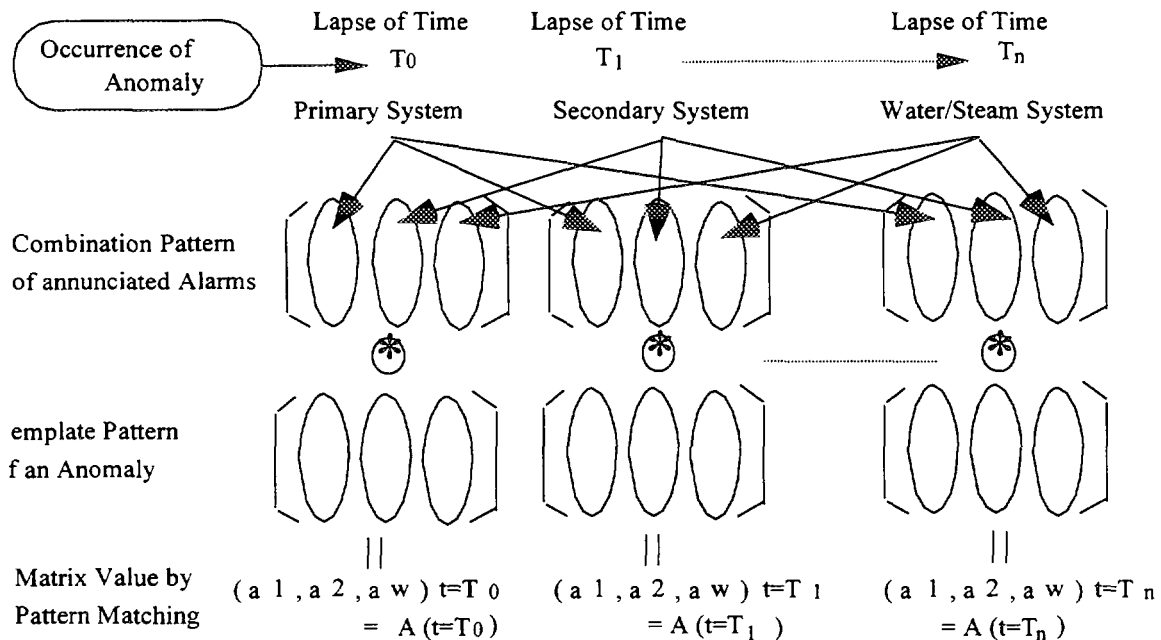 Occurrence of
Anomaly
Lapse of Time
T0
Lapse of Time
T1
Lapse of Time
Tn
Primary System
Secondary System
Water/Steam System
Combination Pattern
of annunciated Alarms
*
*
*
emplate Pattern
f an Anomaly
||
||
||
Matrix Value by
Pattern Matching
( a 1 , a 2 , a w ) t=T 0
= A (t=T0 )
( a 1 , a 2 , a w ) t=T 1
= A (t=T1 )
( a 1 , a 2 , a w ) t=T n
= A (t=Tn )